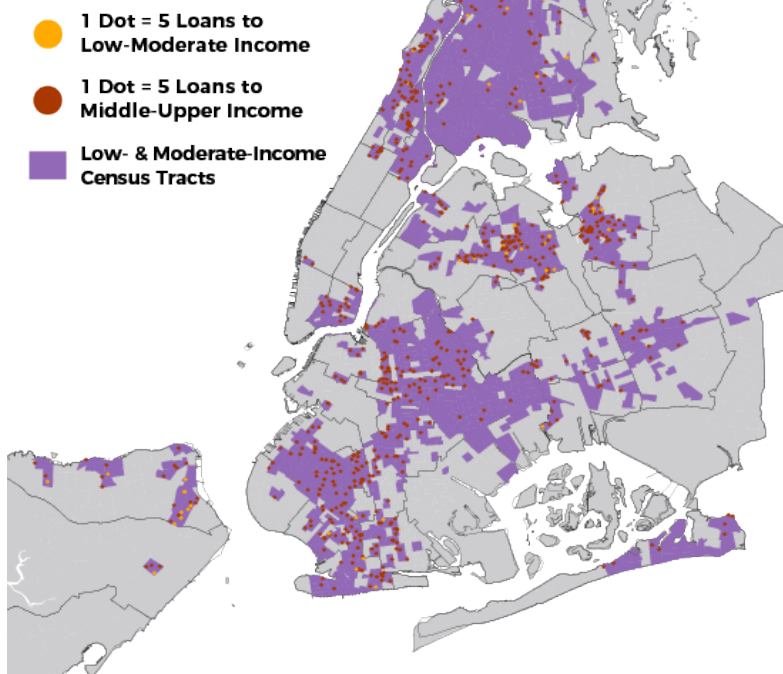 1 Dot = 5 Loans to
Low-Moderate Income
1 Dot = 5 Loans to
Middle-Upper Income
Low- & Moderate-Income
Census Tracts